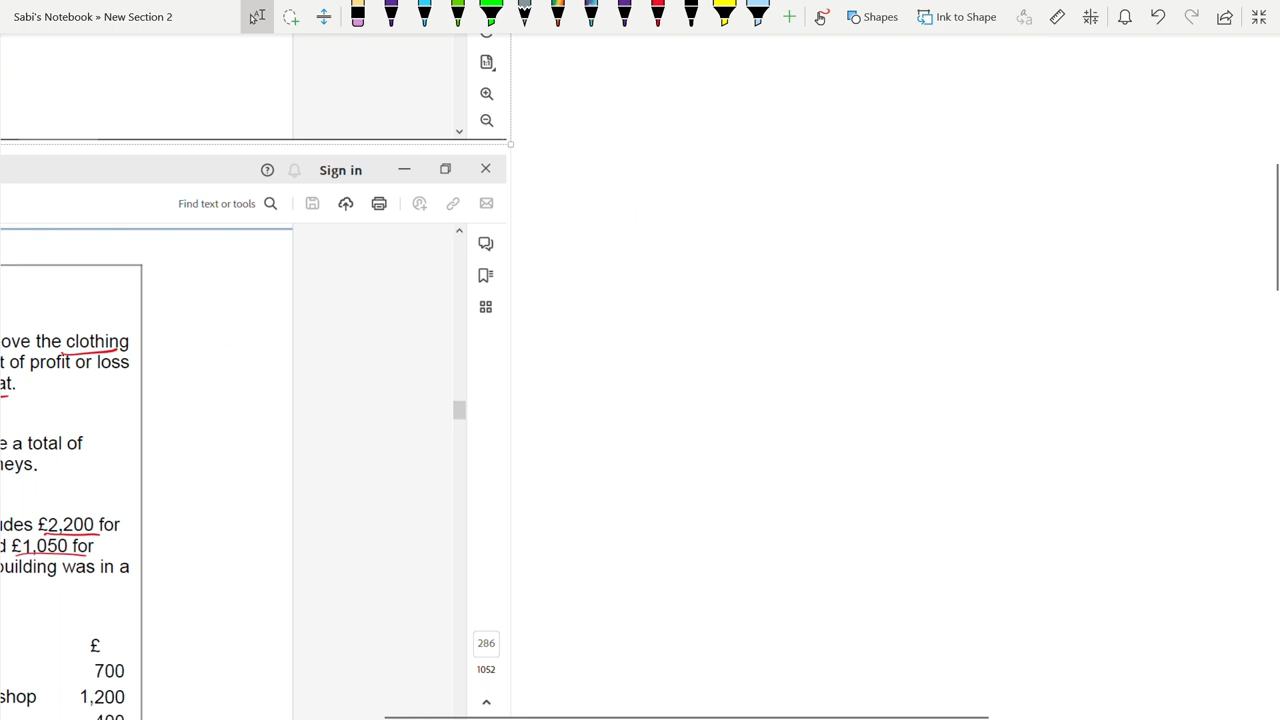 Sabi's Notebook » New Section 2
Shapes
Ink to Shape
Sign in
Find text or tools
ove the clothing
t of profit or loss
at.
e a total of
neys.
udes £2,200 for
d £1,050 for
building was in a
£
700
shop 1,200
286
1052